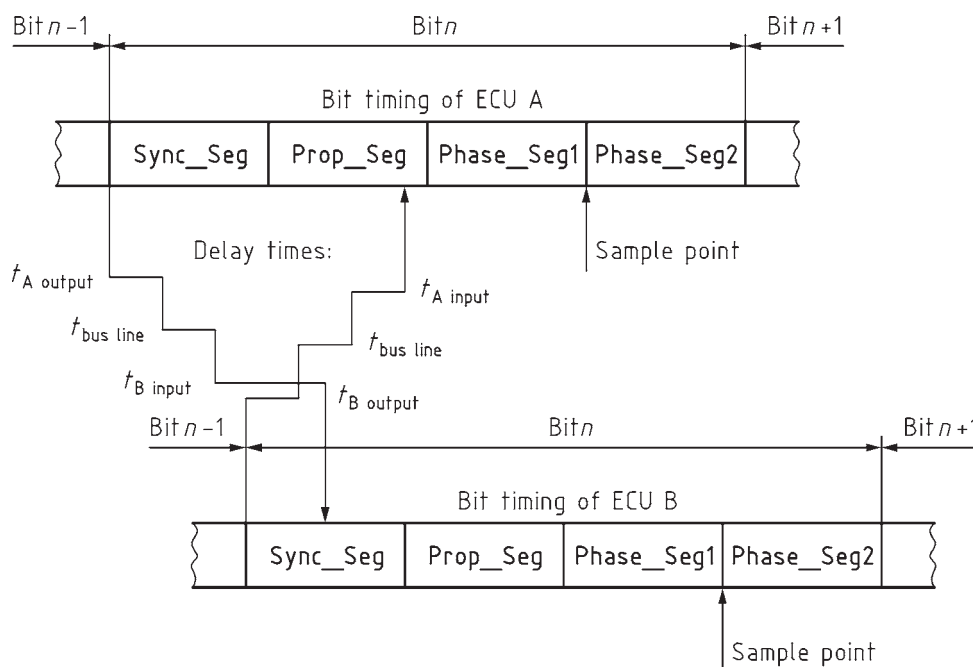 Bit n – 1 Bit n Bit n + 1
Bit timing of ECU A
Sync_Seg Prop_Seg Phase_Seg1 Phase_Seg2
Delay times: Sample point
t A output
t A input
t bus line
t bus line
t B input
t B output
Bit n – 1 Bit n Bit n + 1
Bit timing of ECU B
Sync_Seg Prop_Seg Phase_Seg1 Phase_Seg2
Sample point